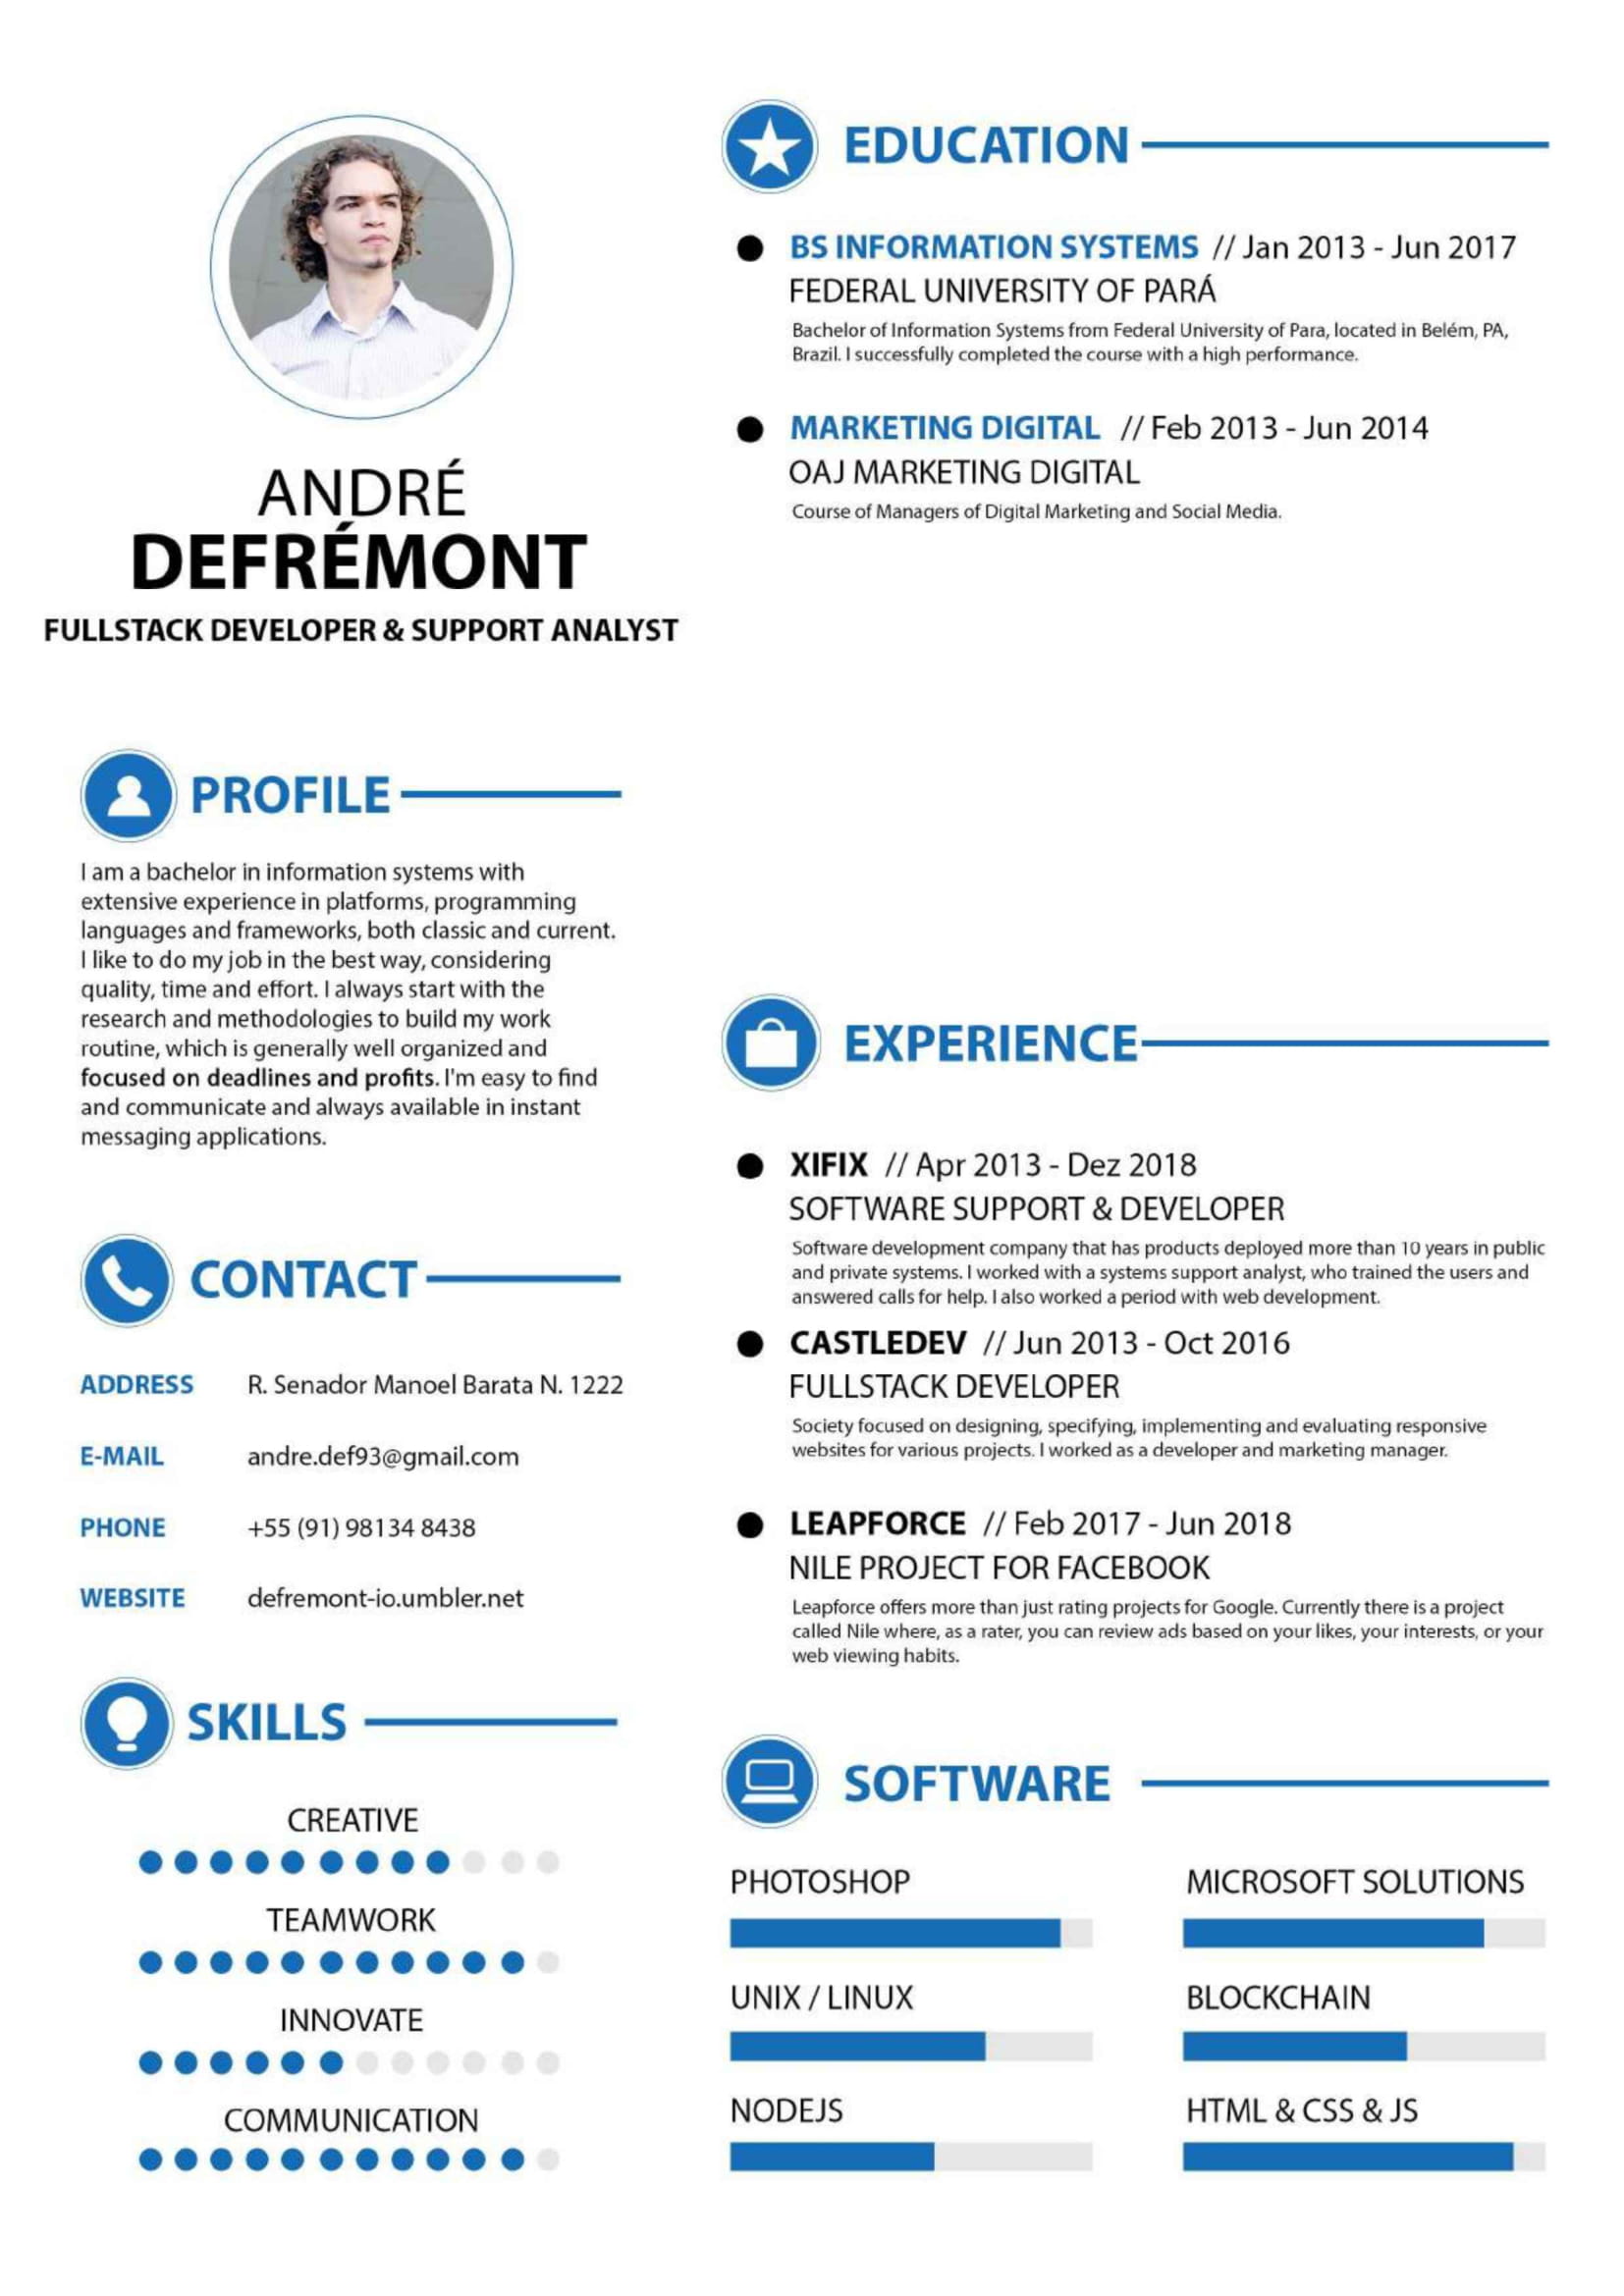 ANDRÉ
DEFRÉMONT
FULLSTACK DEVELOPER & SUPPORT ANALYST
PROFILE
I am a bachelor in information systems with
extensive experience in platforms, programming
languages and frameworks, both classic and current.
I like to do my job in the best way, considering
quality, time and effort. I always start with the
research and methodologies to build my work
routine, which is generally well organized and
focused on deadlines and profits. I'm easy to find
and communicate and always available in instant
messaging applications.
CONTACT
ADDRESS R. Senador Manoel Barata N. 1222
E-MAIL andre.def93@gmail.com
PHONE +55 (91) 98134 8438
WEBSITE defremont-io.umbler.net
SKILLS
CREATIVE
TEAMWORK
INNOVATE
COMMUNICATION
EDUCATION
BS INFORMATION SYSTEMS // Jan 2013 - Jun 2017
FEDERAL UNIVERSITY OF PARÁ
Bachelor of Information Systems from Federal University of Para, located in Belém, PA,
Brazil. I successfully completed the course with a high performance.
MARKETING DIGITAL // Feb 2013 - Jun 2014
OAJ MARKETING DIGITAL
Course of Managers of Digital Marketing and Social Media.
EXPERIENCE
XIFIX // Apr 2013 - Dez 2018
SOFTWARE SUPPORT & DEVELOPER
Software development company that has products deployed more than 10 years in public
and private systems. I worked with a systems support analyst, who trained the users and
answered calls for help. I also worked a period with web development.
CASTLEDEV // Jun 2013 - Oct 2016
FULLSTACK DEVELOPER
Society focused on designing, specifying, implementing and evaluating responsive
websites for various projects. I worked as a developer and marketing manager.
LEAPFORCE // Feb 2017 - Jun 2018
NILE PROJECT FOR FACEBOOK
Leapforce offers more than just rating projects for Google. Currently there is a project
called Nile where, as a rater, you can review ads based on your likes, your interests, or your
web viewing habits.
SOFTWARE
PHOTOSHOP MICROSOFT SOLUTIONS
UNIX / LINUX BLOCKCHAIN
NODEJS HTML & CSS & JS